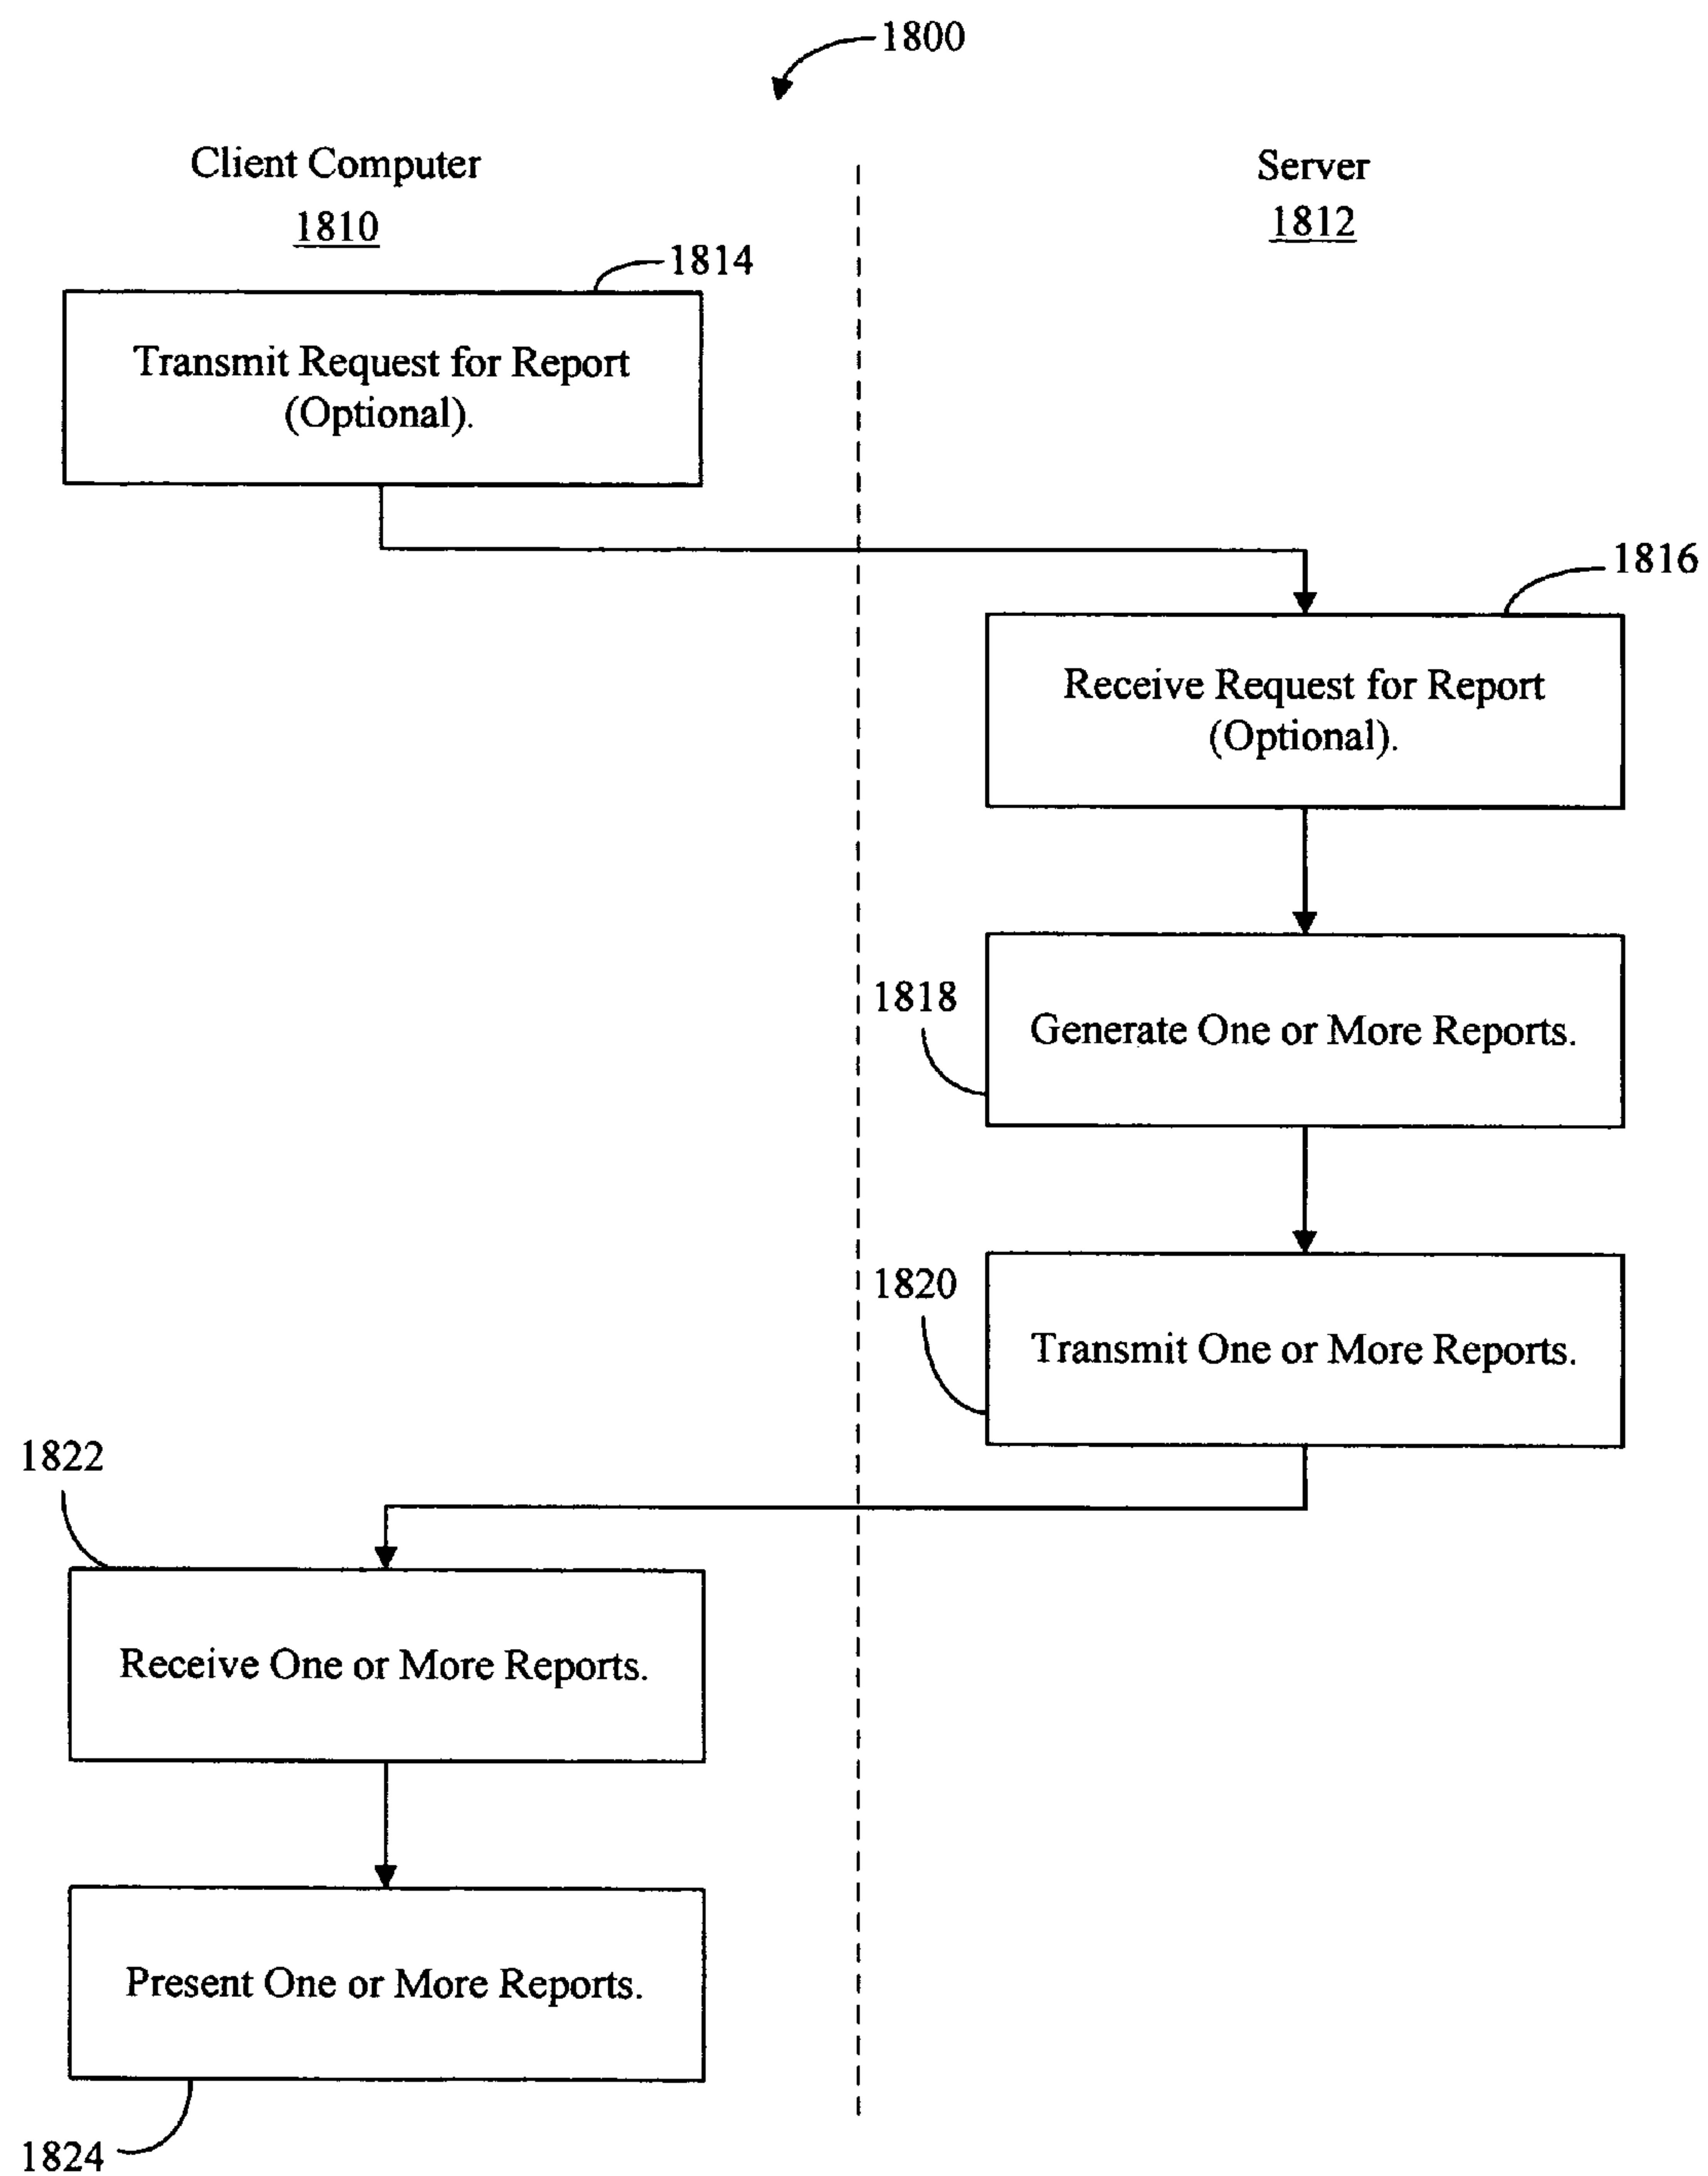 1800
Client Computer
1810
Server
1812
1814
Transmit Request for Report
(Optional).
1816
Receive Request for Report
(Optional).
1818
Generate One or More Reports.
1820
Transmit One or More Reports.
1822
Receive One or More Reports.
Present One or More Reports.
1824